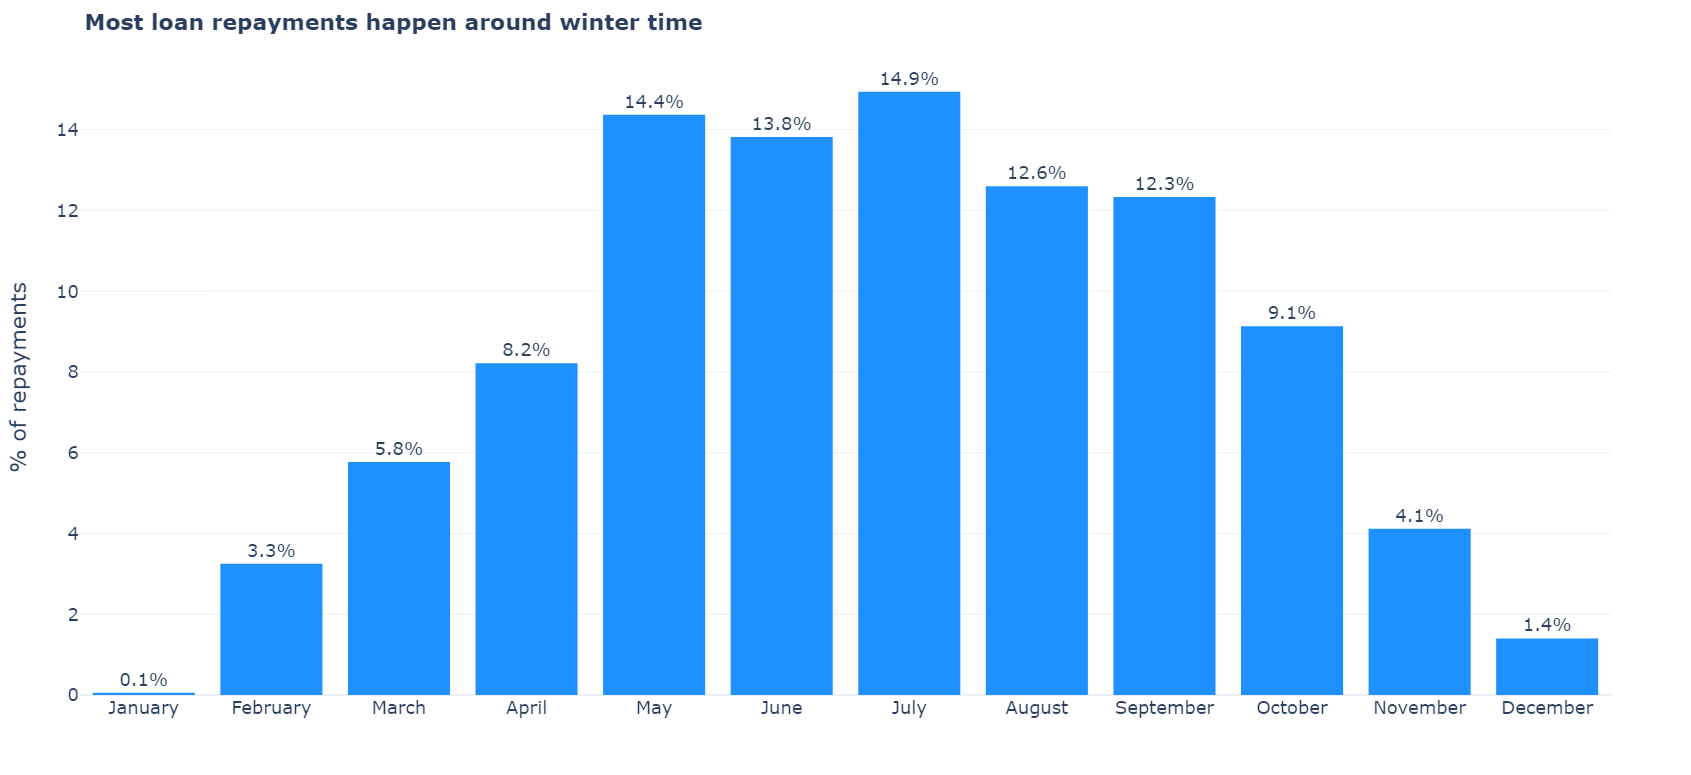 Most loan repayments happen around winter time
% of repayments
14
12
10
8
6
4
2
0
0.1%
3.3%
5.8%
8.2%
14.4%
13.8%
14.9%
12.6%
12.3%
9.1%
4.1%
1.4%
January
February
March
April
May
June
July
August
September
October
November
December